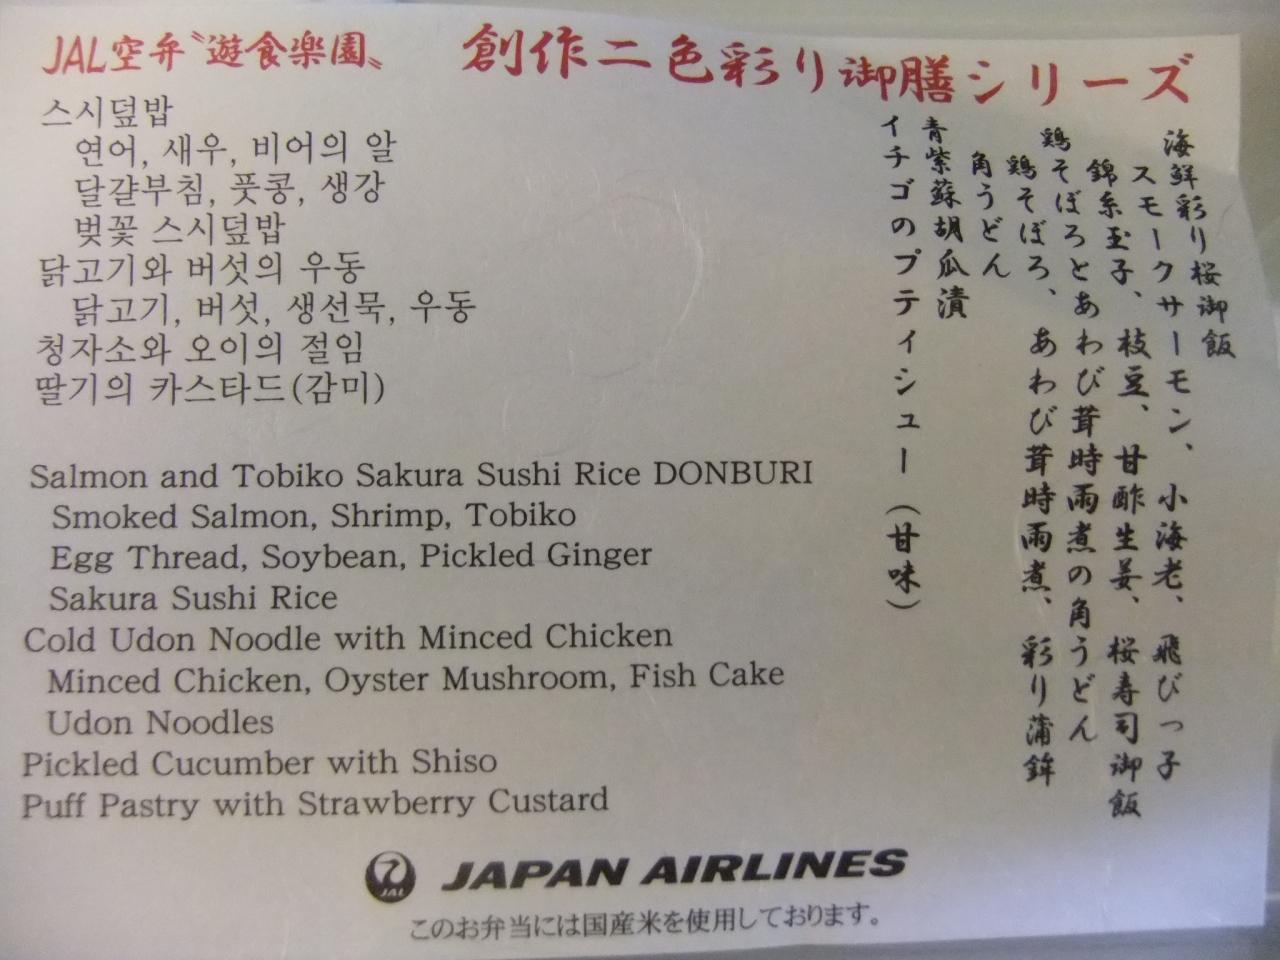 JAL空弁〝遊食楽園〟 創作二色彩り御膳シリーズ
海鮮彩り桜御飯
スモークサーモン、小海老、飛びっ子
錦糸玉子、枝豆、甘酢生姜、桜寿司御飯
鶏そぼろとあわび茸時雨煮の角うどん
鶏そぼろ、あわび茸時雨煮、彩り蒲鉾
角うどん
青紫蘇胡瓜漬
イチゴのプティシュー(甘味)
스시덮밥
연어, 새우, 비어의 알
달걀부침, 풋콩, 생강
벚꽃 스시덮밥
닭고기와 버섯의 우동
닭고기, 버섯, 생선묵, 우동
청자소와 오이의 절임
딸기의 카스타드(감미)
Salmon and Tobiko Sakura Sushi Rice DONBURI
Smoked Salmon, Shrimp, Tobiko
Egg Thread, Soybean, Pickled Ginger
Sakura Sushi Rice
Cold Udon Noodle with Minced Chicken
Minced Chicken, Oyster Mushroom, Fish Cake
Udon Noodles
Pickled Cucumber with Shiso
Puff Pastry with Strawberry Custard
JAL JAPAN AIRLINES
このお弁当には国産米を使用しております。